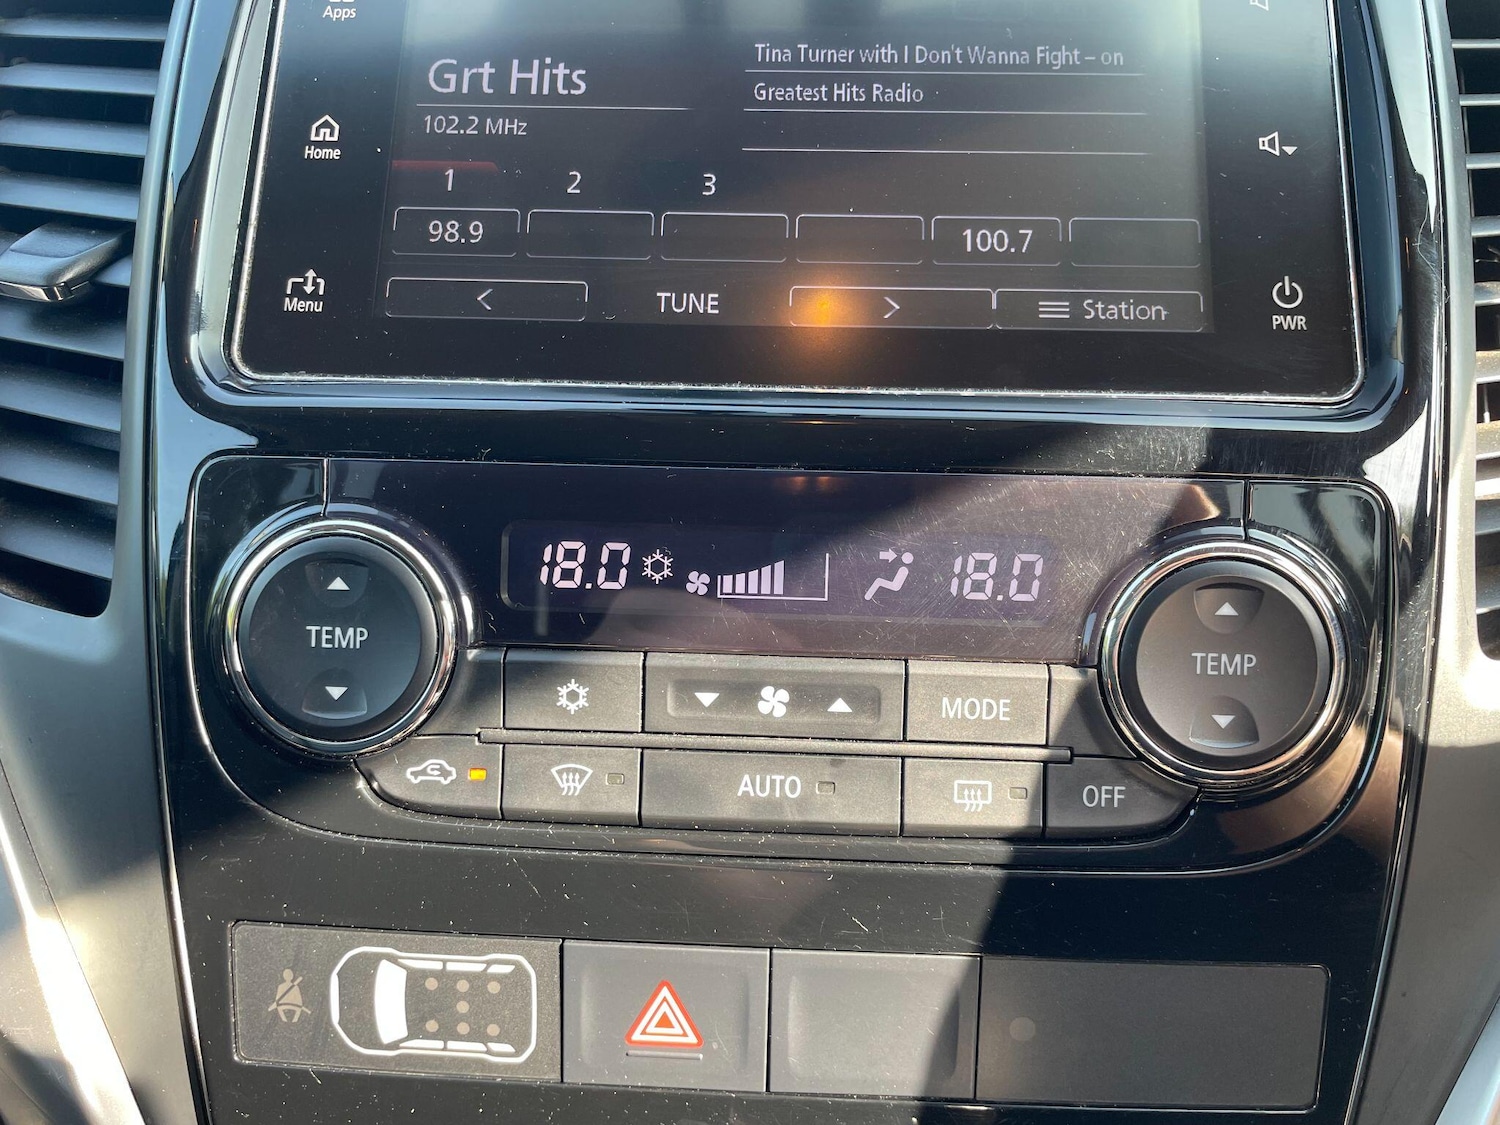 Apps
Grt Hits
102.2 MHz
Tina Turner with I Don't Wanna Fight – on
Greatest Hits Radio
Home
1 2 3
98.9 100.7
Menu
< TUNE > Station
PWR
18.0 18.0
TEMP
TEMP
MODE
AUTO
OFF